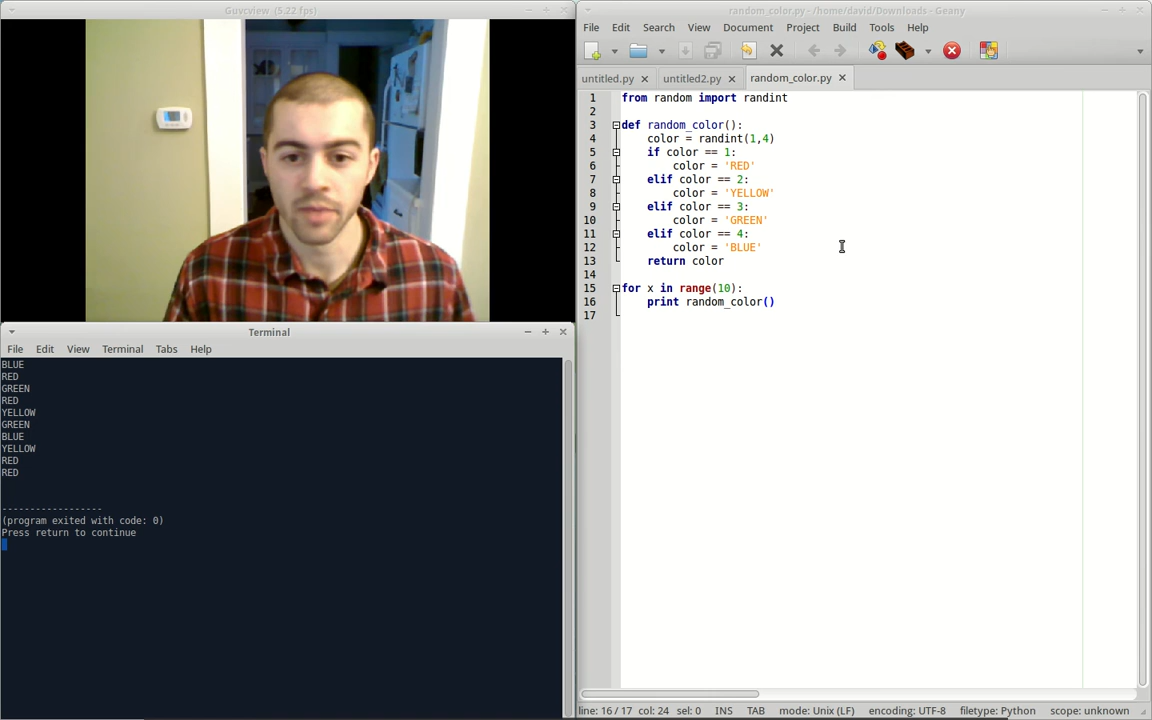 Guvcview (5.22 fps)
random_color.py - /home/david/Downloads - Geany
File Edit Search View Document Project Build Tools Help
untitled.py untitled2.py random_color.py
1 from random import randint
2
3 def random_color():
4 color = randint(1,4)
5 if color == 1:
6 color = 'RED'
7 elif color == 2:
8 color = 'YELLOW'
9 elif color == 3:
10 color = 'GREEN'
11 elif color == 4:
12 color = 'BLUE'
13 return color
14
15 for x in range(10):
16 print random_color()
17
line: 16 / 17 col: 24 sel: 0 INS TAB mode: Unix (LF) encoding: UTF-8 filetype: Python scope: unknown
Terminal
File Edit View Terminal Tabs Help
BLUE
RED
GREEN
RED
YELLOW
GREEN
BLUE
YELLOW
RED
RED
------------------
(program exited with code: 0)
Press return to continue